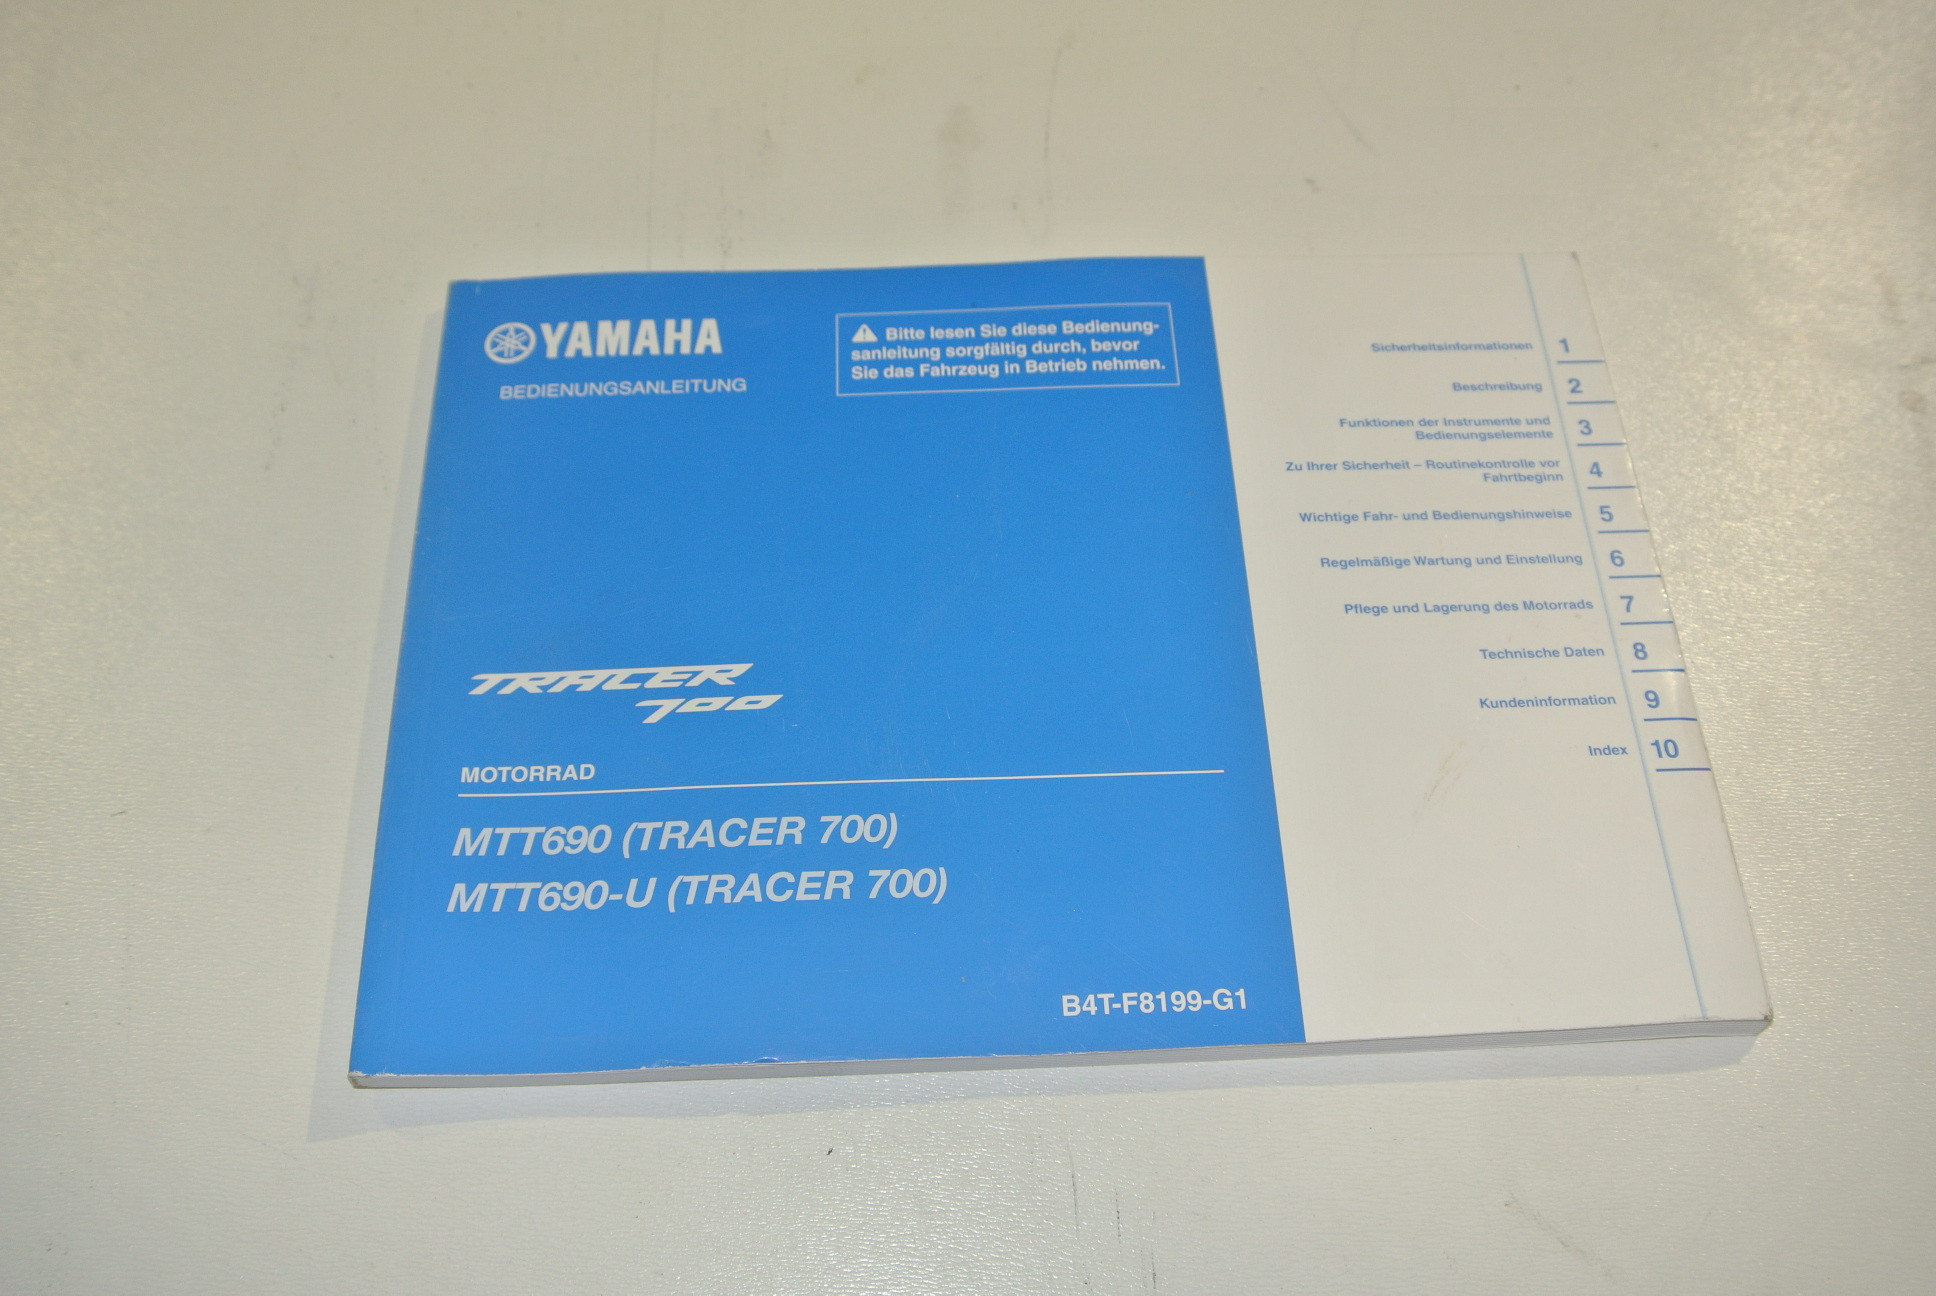 YAMAHA
BEDIENUNGSANLEITUNG
Bitte lesen Sie diese Bedienung-
sanleitung sorgfältig durch, bevor
Sie das Fahrzeug in Betrieb nehmen.
TRACER
700
MOTORRAD
MTT690 (TRACER 700)
MTT690-U (TRACER 700)
B4T-F8199-G1
Sicherheitsinformationen 1
Beschreibung 2
Funktionen der Instrumente und
Bedienungselemente 3
Zu Ihrer Sicherheit – Routinekontrolle vor
Fahrtbeginn 4
Wichtige Fahr- und Bedienungshinweise 5
Regelmäßige Wartung und Einstellung 6
Pflege und Lagerung des Motorrads 7
Technische Daten 8
Kundeninformation 9
Index 10